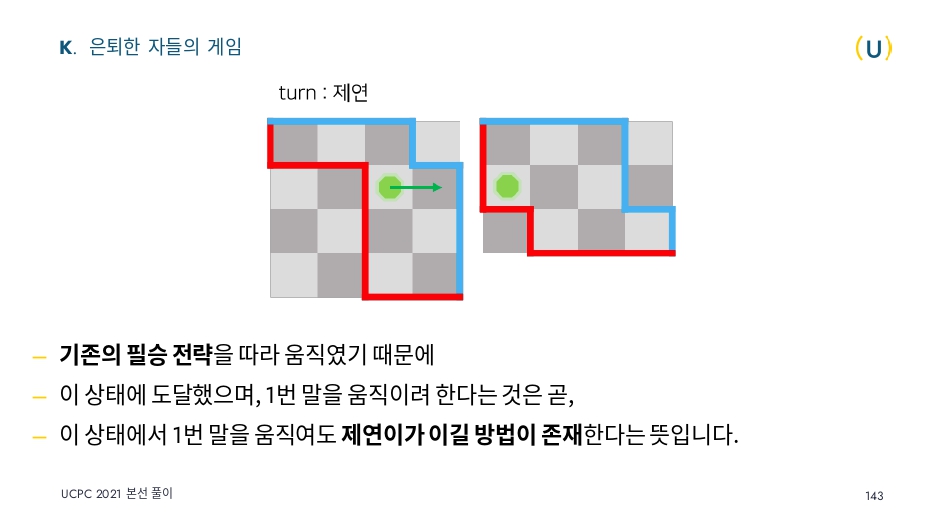 K. 은퇴한 자들의 게임
(U)
turn : 제연
– 기존의 필승 전략을 따라 움직였기 때문에
– 이 상태에 도달했으며, 1번 말을 움직이려 한다는 것은 곧,
– 이 상태에서 1번 말을 움직여도 제연이가 이길 방법이 존재한다는 뜻입니다.
UCPC 2021 본선 풀이
143